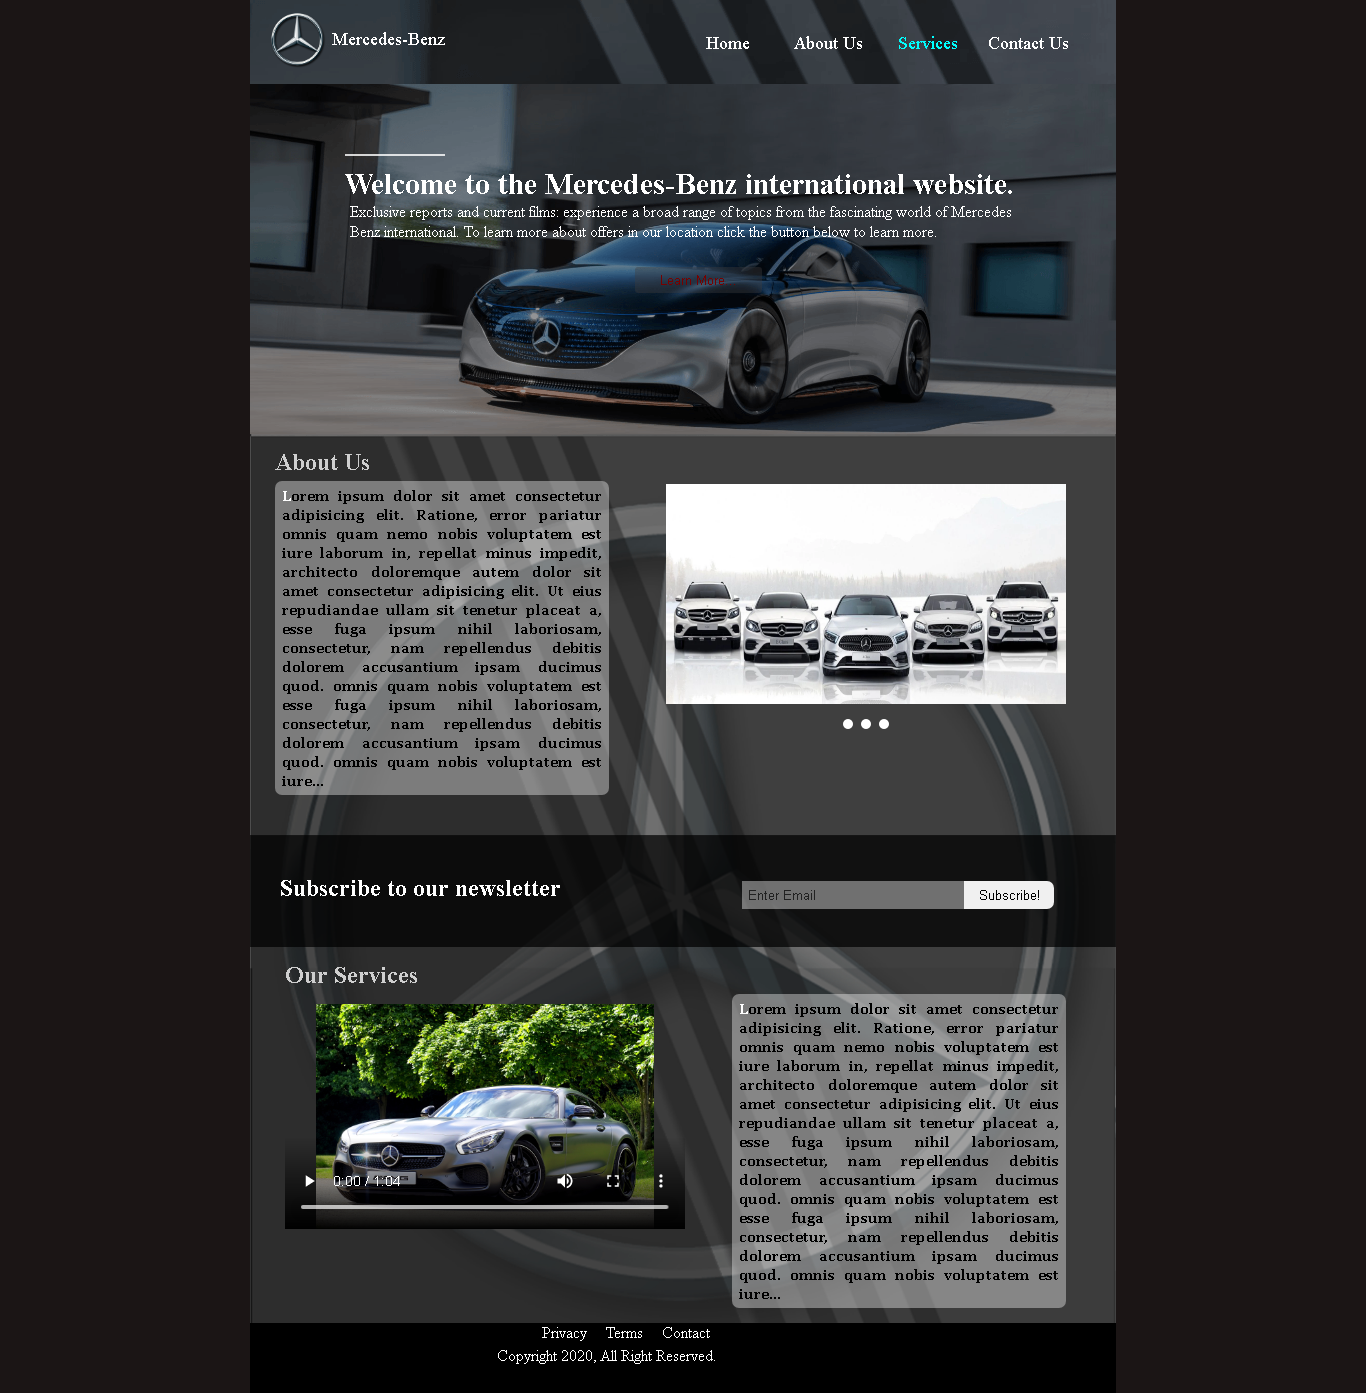 Mercedes-Benz
Home About Us Services Contact Us
Welcome to the Mercedes-Benz international website.
Exclusive reports and current films: experience a broad range of topics from the fascinating world of Mercedes
Benz international. To learn more about offers in our location click the button below to learn more.
Learn More...
About Us
Lorem ipsum dolor sit amet consectetur
adipisicing elit. Ratione, error pariatur
omnis quam nemo nobis voluptatem est
iure laborum in, repellat minus impedit,
architecto doloremque autem dolor sit
amet consectetur adipisicing elit. Ut eius
repudiandae ullam sit tenetur placeat a,
esse fuga ipsum nihil laboriosam,
consectetur, nam repellendus debitis
dolorem accusantium ipsam ducimus
quod. omnis quam nobis voluptatem est
esse fuga ipsum nihil laboriosam,
consectetur, nam repellendus debitis
dolorem accusantium ipsam ducimus
quod. omnis quam nobis voluptatem est
iure...
Subscribe to our newsletter
Enter Email Subscribe!
Our Services
0:00 / 1:04
Lorem ipsum dolor sit amet consectetur
adipisicing elit. Ratione, error pariatur
omnis quam nemo nobis voluptatem est
iure laborum in, repellat minus impedit,
architecto doloremque autem dolor sit
amet consectetur adipisicing elit. Ut eius
repudiandae ullam sit tenetur placeat a,
esse fuga ipsum nihil laboriosam,
consectetur, nam repellendus debitis
dolorem accusantium ipsam ducimus
quod. omnis quam nobis voluptatem est
esse fuga ipsum nihil laboriosam,
consectetur, nam repellendus debitis
dolorem accusantium ipsam ducimus
quod. omnis quam nobis voluptatem est
iure...
Privacy Terms Contact
Copyright 2020, All Right Reserved.